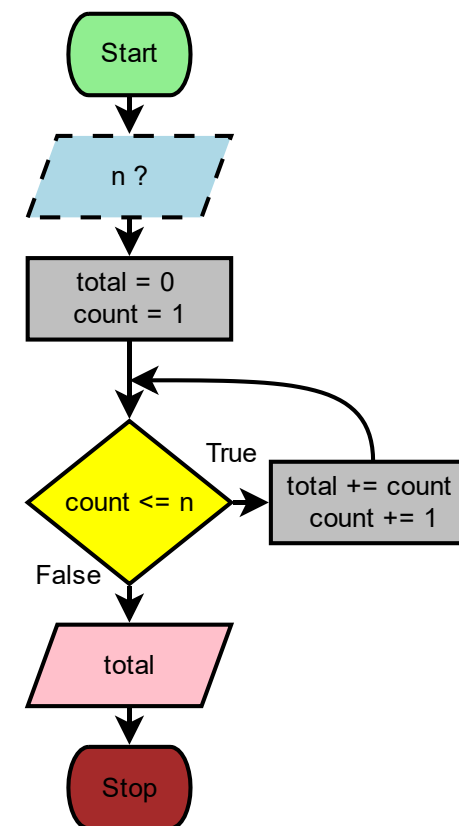 Start
n ?
total = 0
count = 1
True
count <= n
total += count
count += 1
False
total
Stop